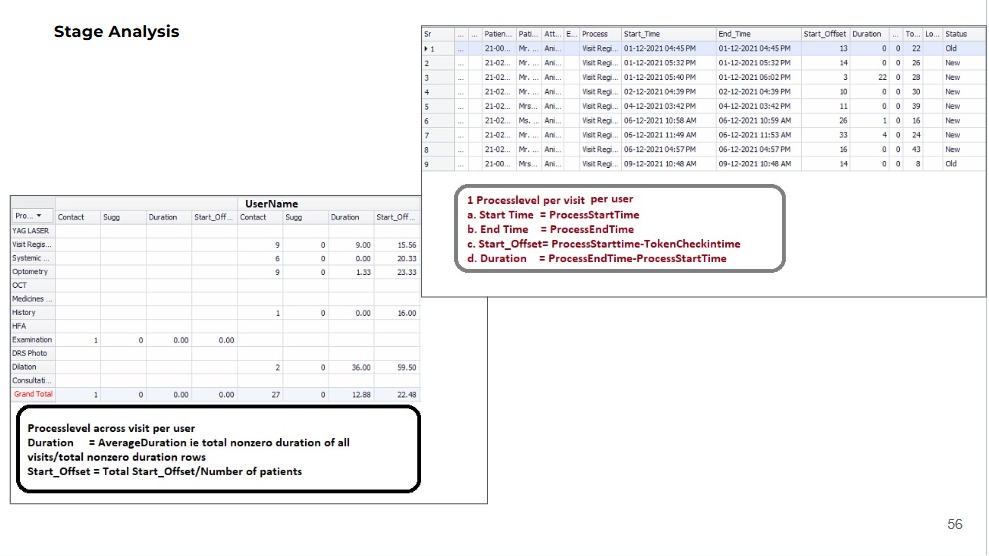 Stage Analysis
Sr ... ... Patien... Pati... Att... E... Process Start_Time End_Time Start_Offset Duration ... To... Lo... Status
1 ... 21-00... Mr. ... Ani... Visit Regi... 01-12-2021 04:45 PM 01-12-2021 04:45 PM 13 0 0 22 Old
2 ... 21-02... Mr. ... Ani... Visit Regi... 01-12-2021 05:32 PM 01-12-2021 05:32 PM 14 0 0 26 New
3 ... 21-02... Mr. ... Ani... Visit Regi... 01-12-2021 05:40 PM 01-12-2021 06:02 PM 3 22 0 28 New
4 ... 21-02... Mr. ... Ani... Visit Regi... 02-12-2021 04:39 PM 02-12-2021 04:39 PM 10 0 0 30 New
5 ... 21-02... Mrs... Ani... Visit Regi... 04-12-2021 03:42 PM 04-12-2021 03:42 PM 11 0 0 39 New
6 ... 21-02... Ms. ... Ani... Visit Regi... 06-12-2021 10:58 AM 06-12-2021 10:59 AM 26 1 0 16 New
7 ... 21-02... Mr. ... Ani... Visit Regi... 06-12-2021 11:49 AM 06-12-2021 11:53 AM 33 4 0 24 New
8 ... 21-02... Mr. ... Ani... Visit Regi... 06-12-2021 04:57 PM 06-12-2021 04:57 PM 16 0 0 43 New
9 ... 21-00... Mrs... Ani... Visit Regi... 09-12-2021 10:48 AM 09-12-2021 10:48 AM 14 0 0 8 Old
1 Processlevel per visit per user
a. Start Time = ProcessStartTime
b. End Time = ProcessEndTime
c. Start_Offset= ProcessStarttime-TokenCheckintime
d. Duration = ProcessEndTime-ProcessStartTime
UserName
Pro... Contact Sugg Duration Start_Off... Contact Sugg Duration Start_Off...
YAG LASER
Visit Regis... 9 0 9.00 15.56
Systemic ... 6 0 0.00 20.33
Optometry 9 0 1.33 23.33
OCT
Medicines ...
History 1 0 0.00 16.00
HFA
Examination 1 0 0.00 0.00
DRS Photo
Dilation 2 0 36.00 59.50
Consultati...
Grand Total 1 0 0.00 0.00 27 0 12.88 22.48
Processlevel across visit per user
Duration = AverageDuration ie total nonzero duration of all
visits/total nonzero duration rows
Start_Offset = Total Start_Offset/Number of patients
56